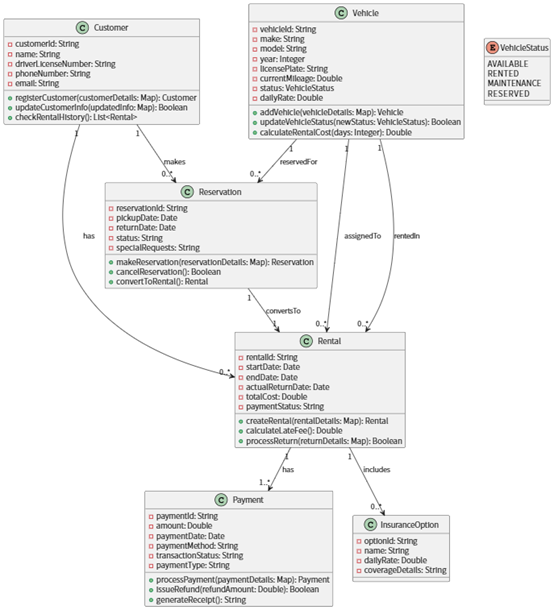 C Customer
customerId: String
name: String
driverLicenseNumber: String
phoneNumber: String
email: String
registerCustomer(customerDetails: Map): Customer
updateCustomerInfo(updatedInfo: Map): Boolean
checkRentalHistory(): List<Rental>
C Vehicle
vehicleId: String
make: String
model: String
year: Integer
licensePlate: String
currentMileage: Double
status: VehicleStatus
dailyRate: Double
addVehicle(vehicleDetails: Map): Vehicle
updateVehicleStatus(newStatus: VehicleStatus): Boolean
calculateRentalCost(days: Integer): Double
E VehicleStatus
AVAILABLE
RENTED
MAINTENANCE
RESERVED
1
1
1
1
1
makes
reservedFor
0..*
0..*
C Reservation
reservationId: String
pickupDate: Date
returnDate: Date
status: String
specialRequests: String
makeReservation(reservationDetails: Map): Reservation
cancelReservation(): Boolean
convertToRental(): Rental
has
assignedTo
rentedIn
1
convertsTo
1
0..*
0..*
0..*
C Rental
rentalId: String
startDate: Date
endDate: Date
actualReturnDate: Date
totalCost: Double
paymentStatus: String
createRental(rentalDetails: Map): Rental
calculateLateFee(): Double
processReturn(returnDetails: Map): Boolean
1
1
has
includes
1..*
0..*
C Payment
paymentId: String
amount: Double
paymentDate: Date
paymentMethod: String
transactionStatus: String
paymentType: String
processPayment(paymentDetails: Map): Payment
issueRefund(refundAmount: Double): Boolean
generateReceipt(): String
C InsuranceOption
optionId: String
name: String
dailyRate: Double
coverageDetails: String